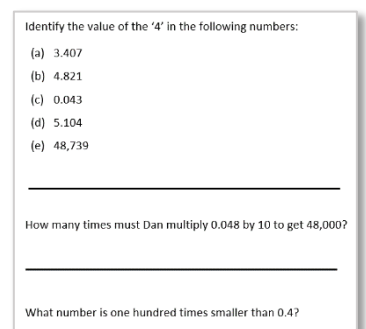 Identify the value of the ‘4’ in the following numbers:
(a) 3.407
(b) 4.821
(c) 0.043
(d) 5.104
(e) 48,739
How many times must Dan multiply 0.048 by 10 to get 48,000?
What number is one hundred times smaller than 0.4?